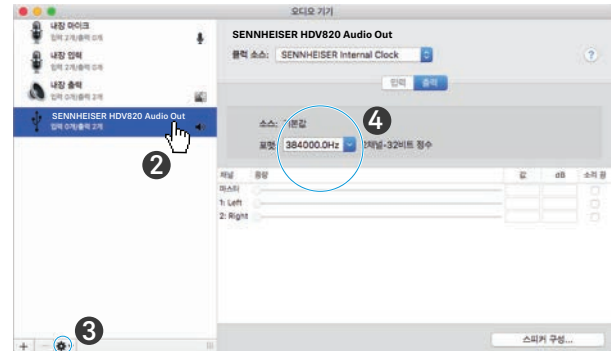 오디오 기기
내장 마이크
입력 2개/출력 0개
내장 입력
입력 2개/출력 0개
내장 출력
입력 0개/출력 2개
SENNHEISER HDV820 Audio Out
입력 0개/출력 2개
❷
❸
+ −
SENNHEISER HDV820 Audio Out
클럭 소스: SENNHEISER Internal Clock
?
입력 출력
소스: 기본값
❹
포맷: 384000.0Hz 2채널-32비트 정수
채널 음량 값 dB 소리 끔
마스터
1: Left
2: Right
스피커 구성...